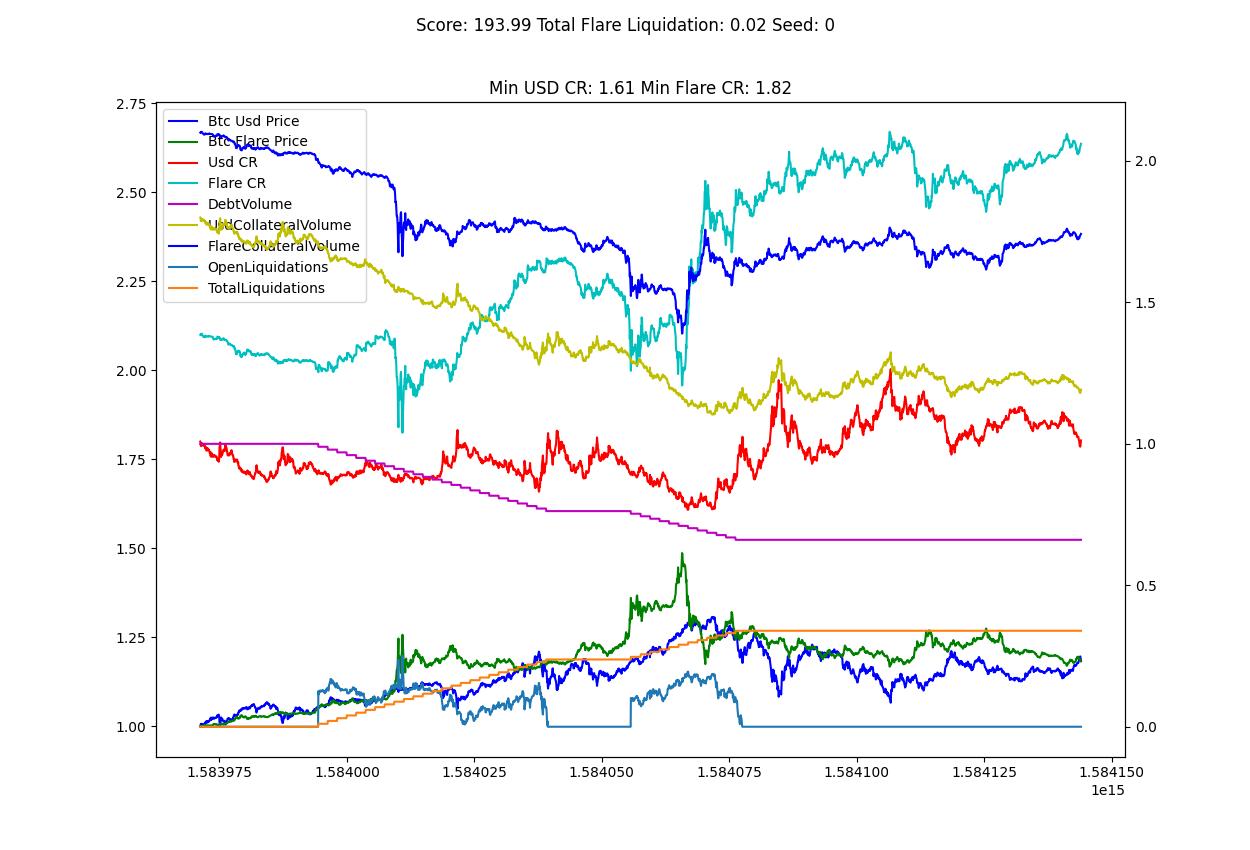 Score: 193.99 Total Flare Liquidation: 0.02 Seed: 0
Min USD CR: 1.61 Min Flare CR: 1.82
2.75
2.50
2.25
2.00
1.75
1.50
1.25
1.00
Btc Usd Price
Btc Flare Price
Usd CR
Flare CR
DebtVolume
UsdCollateralVolume
FlareCollateralVolume
OpenLiquidations
TotalLiquidations
2.0
1.5
1.0
0.5
0.0
1.583975 1.584000 1.584025 1.584050 1.584075 1.584100 1.584125 1.584150
1e15